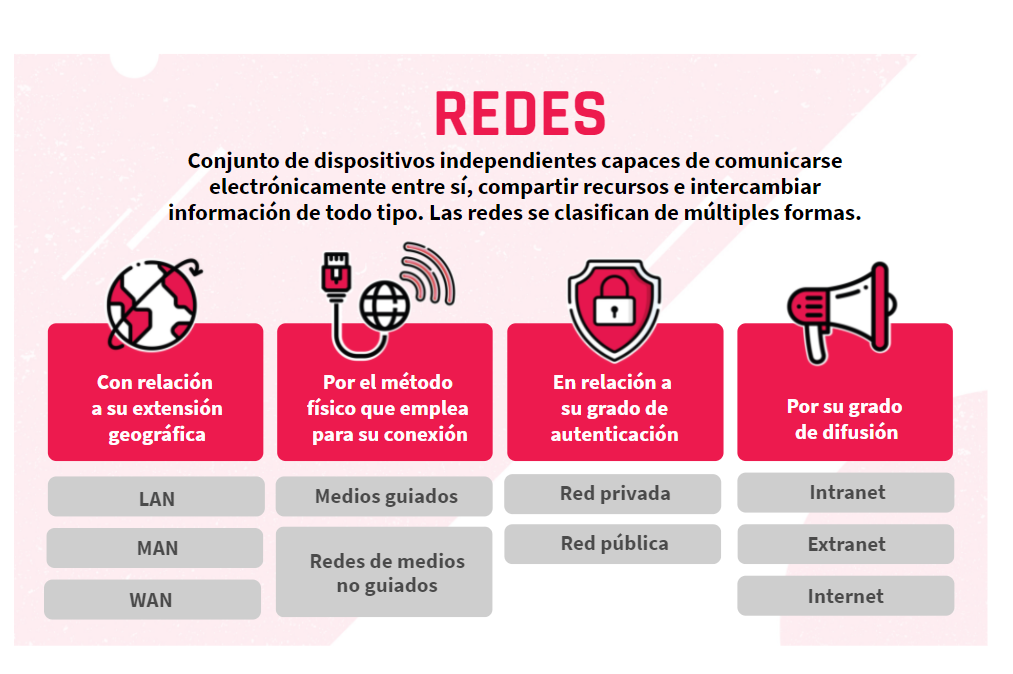 REDES
Conjunto de dispositivos independientes capaces de comunicarse
electrónicamente entre sí, compartir recursos e intercambiar
información de todo tipo. Las redes se clasifican de múltiples formas.
Con relación
a su extensión
geográfica
LAN
MAN
WAN
Por el método
físico que emplea
para su conexión
Medios guiados
Redes de medios
no guiados
En relación a
su grado de
autenticación
Red privada
Red pública
Por su grado
de difusión
Intranet
Extranet
Internet